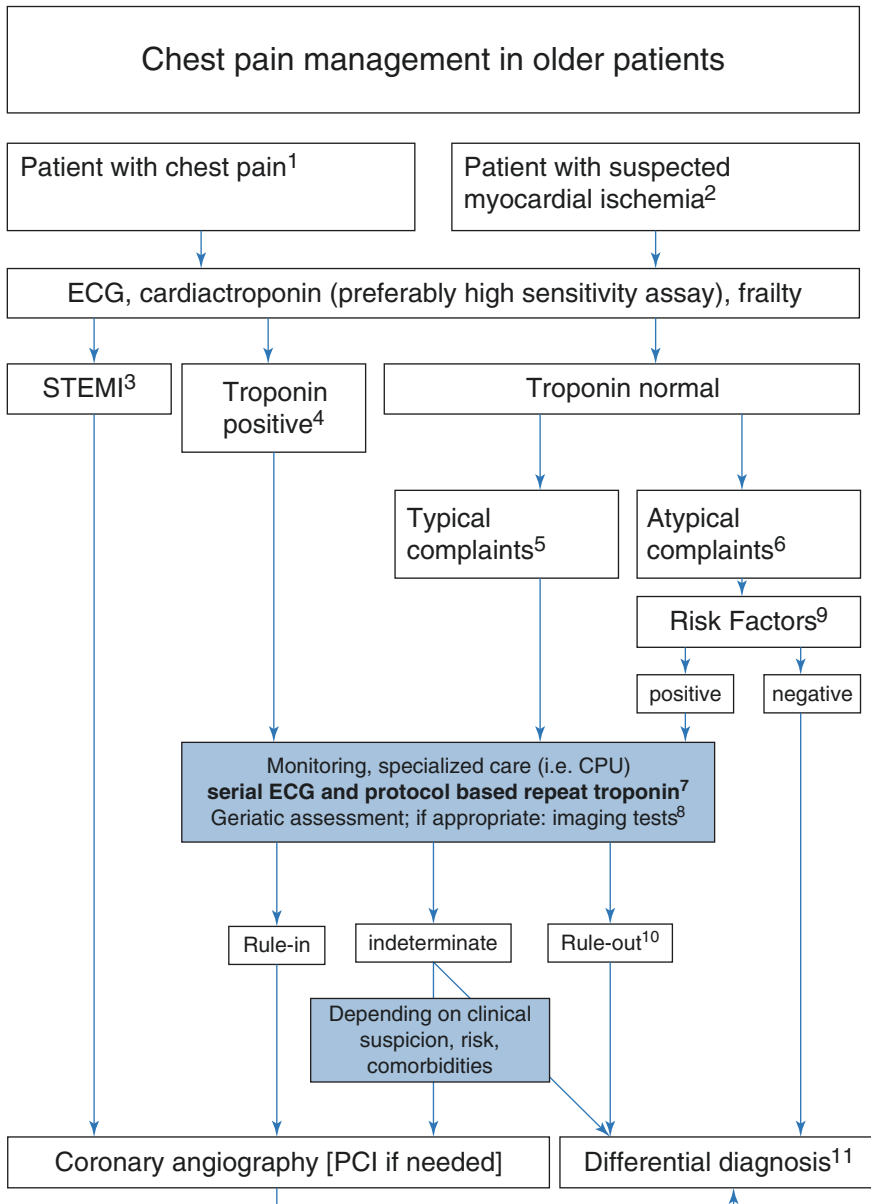 Chest pain management in older patients
Patient with chest pain¹
Patient with suspected
myocardial ischemia²
ECG, cardiactroponin (preferably high sensitivity assay), frailty
STEMI³
Troponin
positive⁴
Troponin normal
Typical
complaints⁵
Atypical
complaints⁶
Risk Factors⁹
positive
negative
Monitoring, specialized care (i.e. CPU)
serial ECG and protocol based repeat troponin⁷
Geriatic assessment; if appropriate: imaging tests⁸
Rule-in
indeterminate
Rule-out¹⁰
Depending on clinical
suspicion, risk,
comorbidities
Coronary angiography [PCI if needed]
Differential diagnosis¹¹